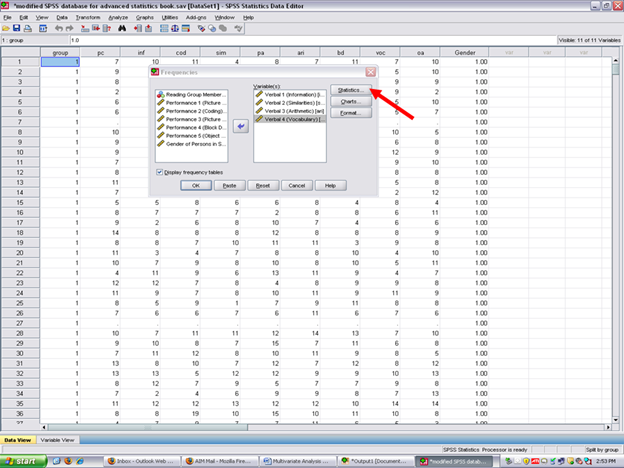 *modified SPSS database for advanced statistics book.sav [DataSet1] - SPSS Statistics Data Editor
File Edit View Data Transform Analyze Graphs Utilities Add-ons Window Help
1 : group 1.0 Visible: 11 of 11 Variables
group pc inf cod sim pa ari bd voc oa Gender var var var
1 1 7 10 11 4 8 7 11 7 10 1.00
2 1 9 5 10 1.00
3 1 8 9 9 1.00
4 1 2 9 2 1.00
5 1 6 5 10 1.00
6 1 5 6 7 1.00
7 1 . . . 1.00
8 1 10 5 8 1.00
9 1 9 6 6 1.00
10 1 9 9 9 1.00
11 1 7 9 10 1.00
12 1 9 5 8 1.00
13 1 11 8 7 1.00
14 1 7 2 12 1.00
15 1 5 5 8 6 6 8 4 8 8 1.00
16 1 8 7 7 2 8 8 6 11 1.00
17 1 9 2 6 8 10 7 4 6 6 1.00
18 1 14 8 8 8 12 8 8 8 9 1.00
19 1 8 8 7 10 11 11 3 9 8 1.00
20 1 11 3 4 7 8 8 10 4 10 1.00
21 1 10 7 9 8 10 10 9 5 11 1.00
22 1 4 11 9 6 13 11 9 4 7 1.00
23 1 12 12 7 8 4 8 9 9 8 1.00
24 1 11 9 7 8 10 11 9 9 11 1.00
25 1 8 5 9 1 7 9 11 8 8 1.00
26 1 7 6 6 7 6 11 6 6 7 1.00
27 1 . . . . . . . . . 1.00
28 1 10 7 11 11 12 14 13 7 10 1.00
29 1 9 10 8 7 15 7 11 6 8 1.00
30 1 7 11 12 8 10 11 9 8 5 1.00
31 1 13 8 10 7 12 7 12 8 12 1.00
32 1 13 13 5 12 12 9 9 10 13 1.00
33 1 8 12 7 9 5 7 2 6 7 1.00
34 1 7 6 7 9 9 8 7 13 1.00
35 1 11 12 12 13 12 12 10 14 14 1.00
36 1 8 8 19 10 15 10 11 10 8 1.00
Frequencies
Variable(s):
Reading Group Member...
Performance 1 (Picture ...
Performance 2 (Coding)...
Performance 3 (Picture ...
Performance 4 (Block D...
Performance 5 (Object ...
Gender of Persons in S...
Verbal 1 (Information) [i...
Verbal 2 (Similarities) [s...
Verbal 3 (Arithmetic) [ari]
Verbal 4 (Vocabulary) [...
Statistics...
Charts...
Format...
Display frequency tables
OK Paste Reset Cancel Help
Data View Variable View
SPSS Statistics Processor is ready Split by group
start Inbox - Outlook Web ... AIM Mail - Mozilla Fire... Multivariate Analysis ... *Output1 [Document... *modified SPSS datab... 2:53 PM